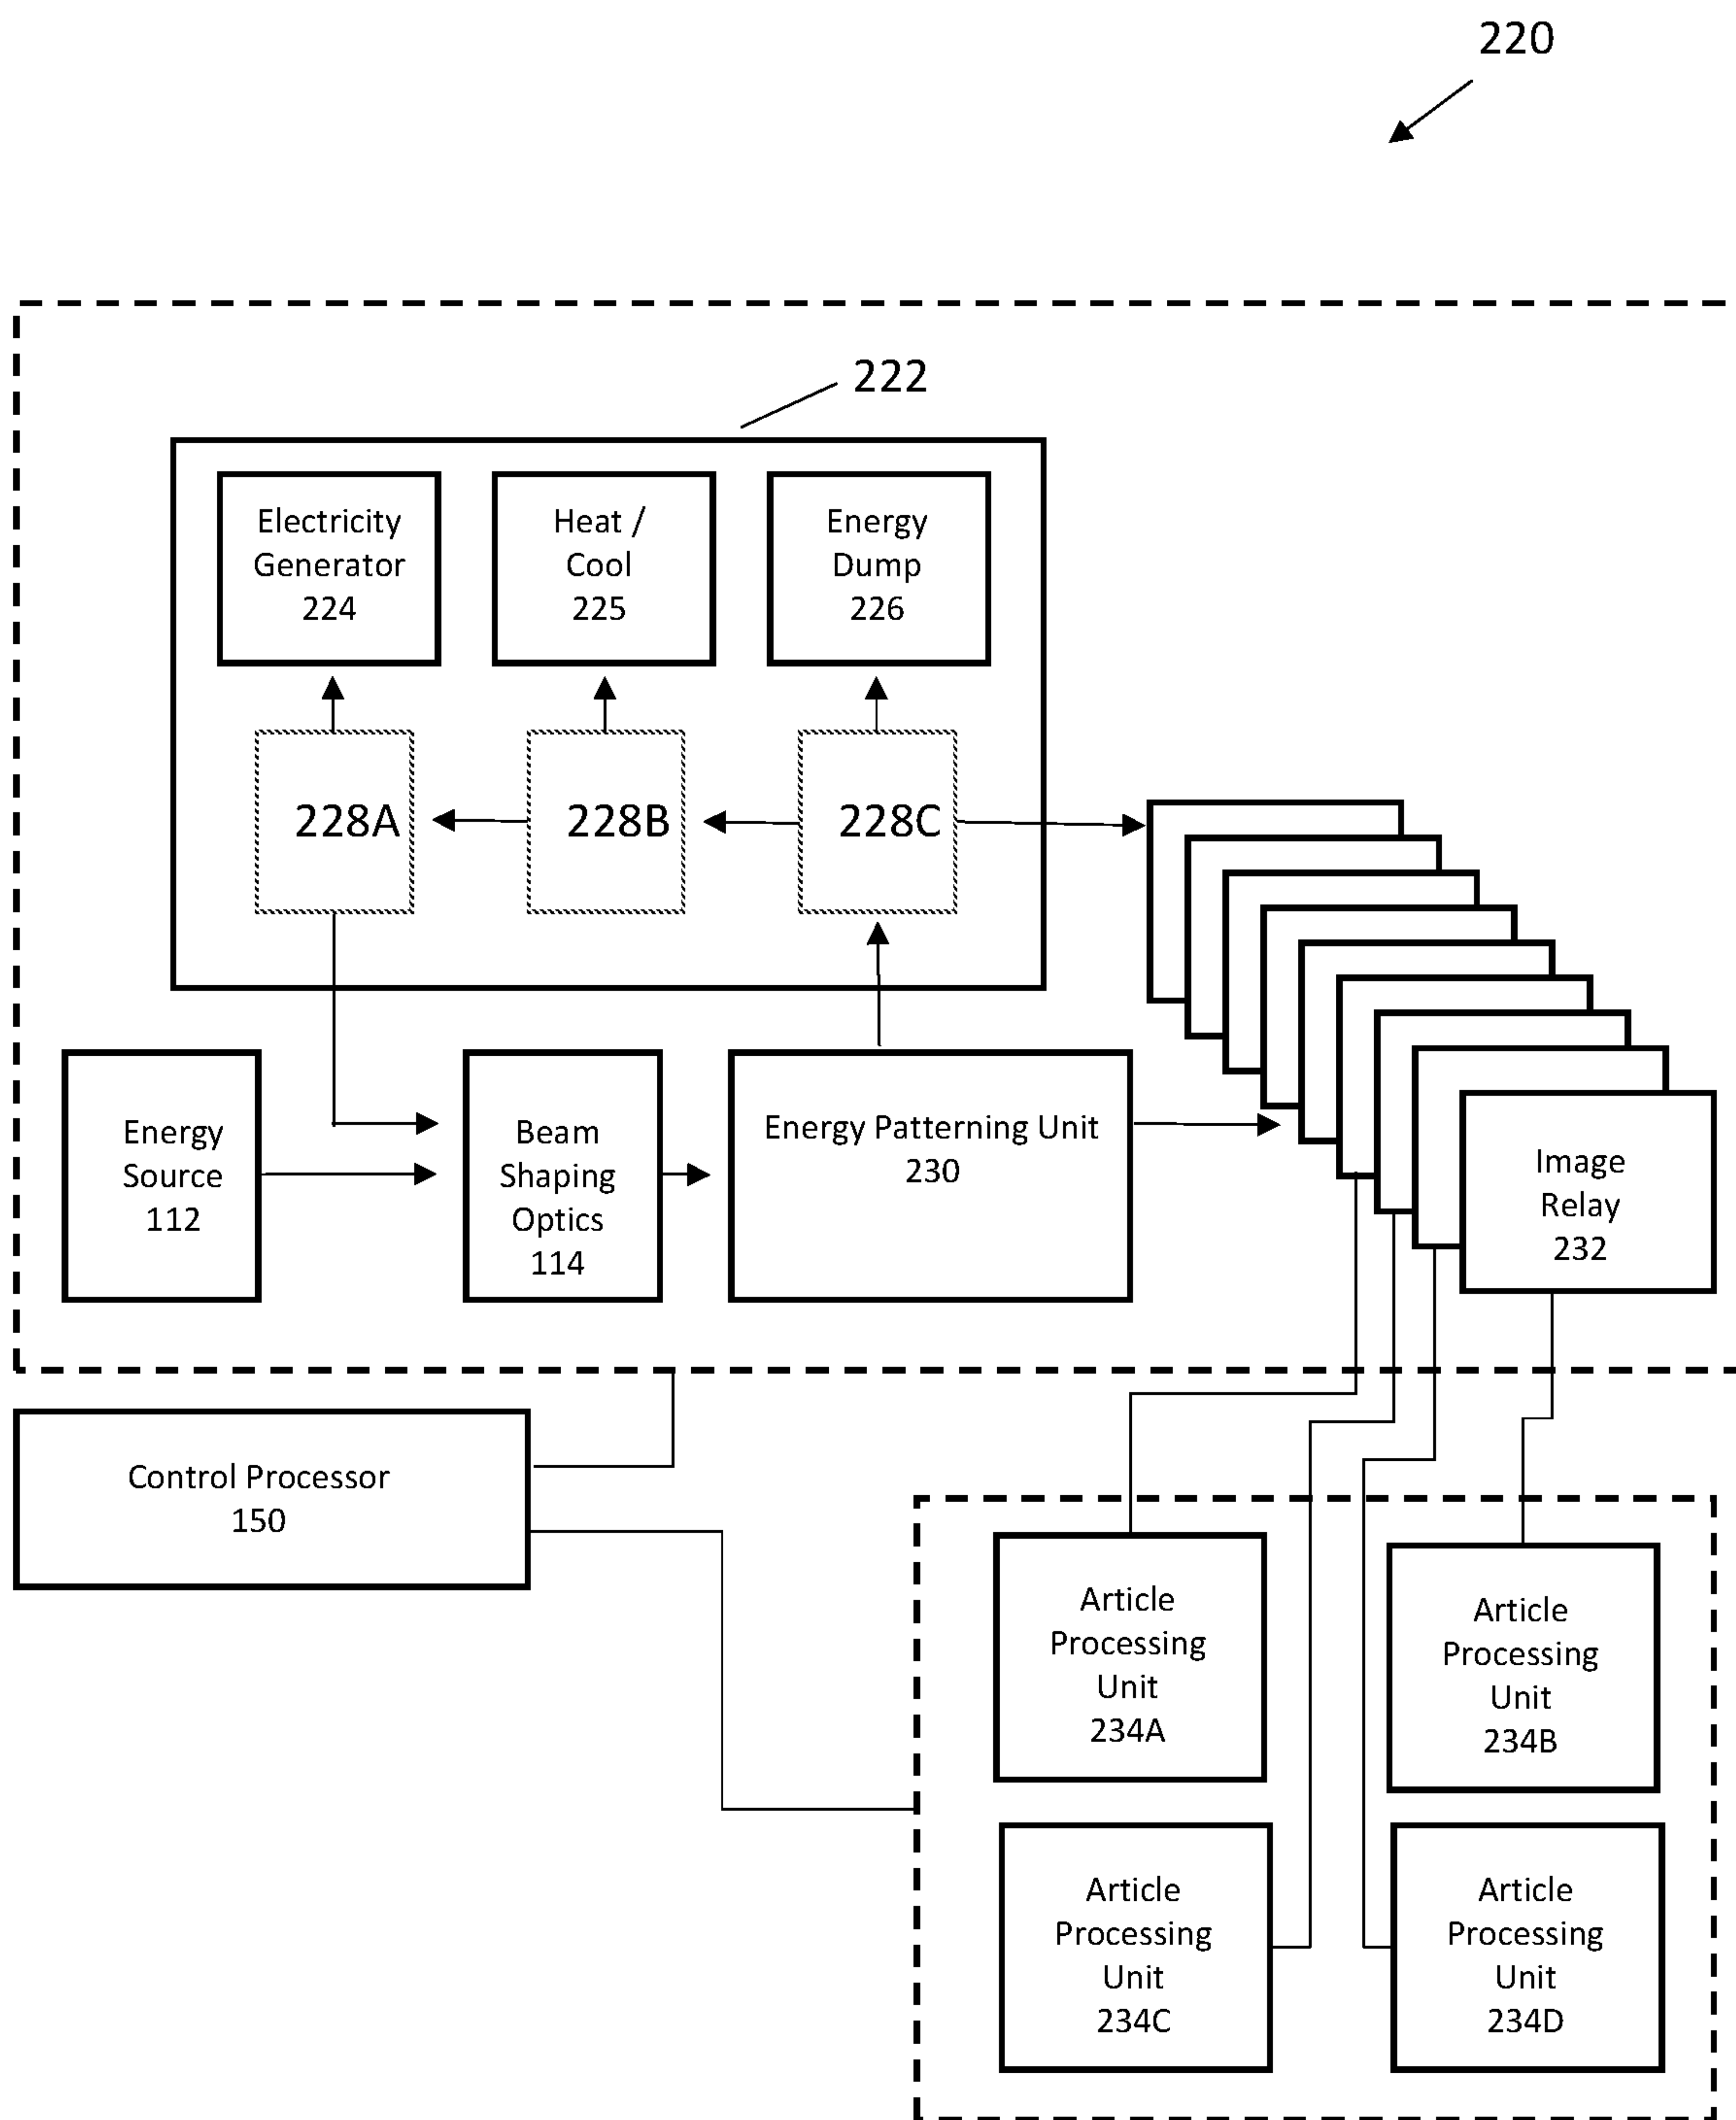 220
222
Electricity
Generator
224
Heat /
Cool
225
Energy
Dump
226
228A
228B
228C
Energy
Source
112
Beam
Shaping
Optics
114
Energy Patterning Unit
230
Image
Relay
232
Control Processor
150
Article
Processing
Unit
234A
Article
Processing
Unit
234B
Article
Processing
Unit
234C
Article
Processing
Unit
234D